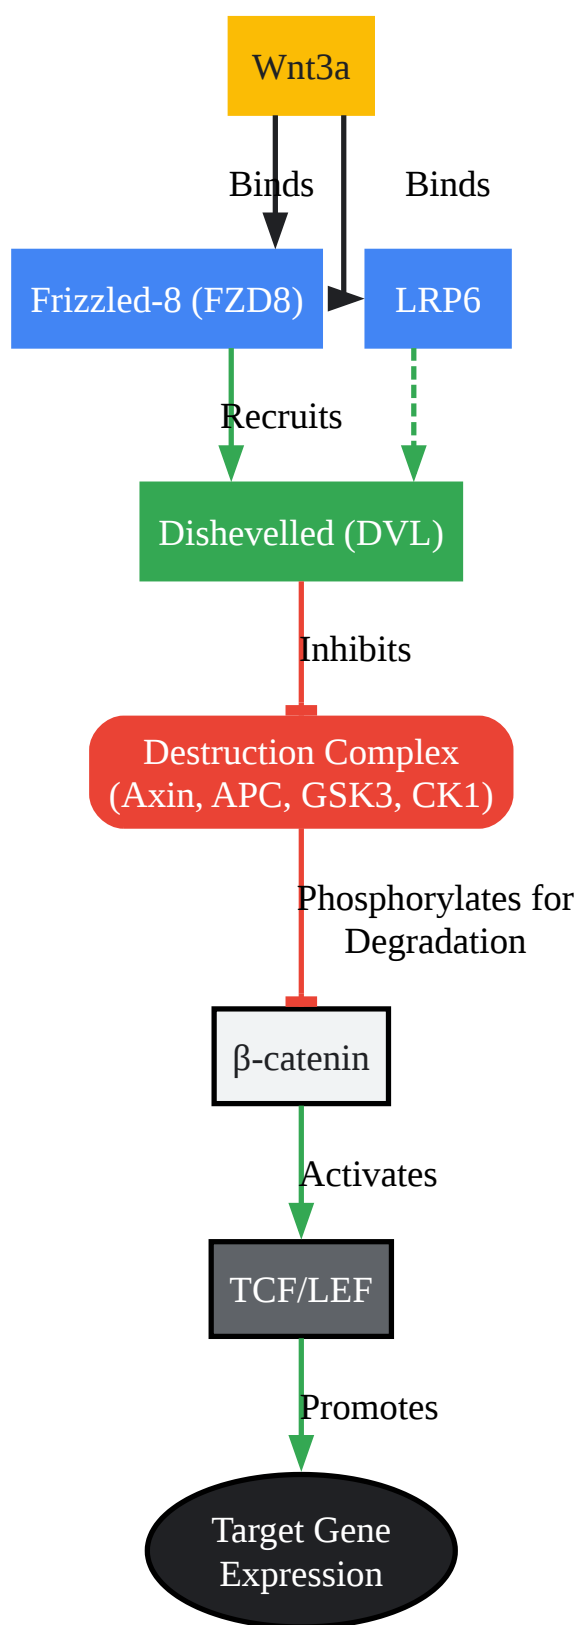 Wnt3a
Binds
Binds
Frizzled-8 (FZD8)
LRP6
Recruits
Dishevelled (DVL)
Inhibits
Destruction Complex
(Axin, APC, GSK3, CK1)
Phosphorylates for
Degradation
β-catenin
Activates
TCF/LEF
Promotes
Target Gene
Expression